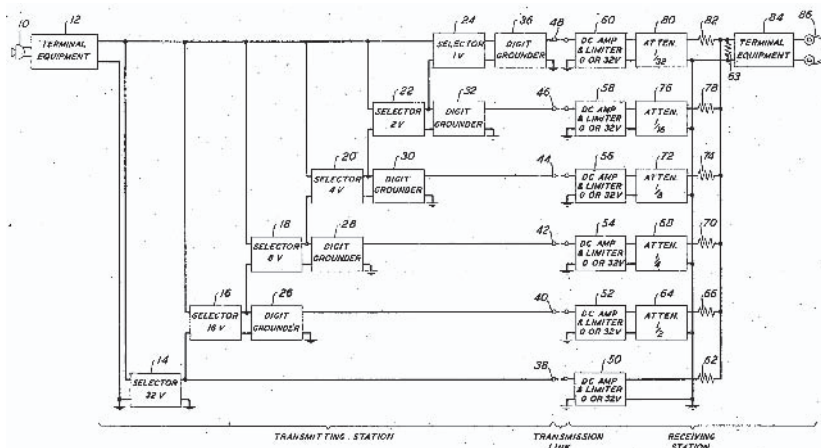 10
12
TERMINAL
EQUIPMENT
24
SELECTOR
1V
36
DIGIT
GROUNDER
48
60
DC AMP
& LIMITER
0 OR 32V
80
ATTEN.
1/32
82
63
84
TERMINAL
EQUIPMENT
86
22
SELECTOR
2 V
32
DIGIT
GROUNDER
46
58
DC AMP
& LIMITER
0 OR 32V
76
ATTEN.
1/16
78
20
SELECTOR
4 V
30
DIGIT
GROUNDER
44
56
DC AMP
& LIMITER
0 OR 32V
72
ATTEN.
1/8
74
18
SELECTOR
8 V
28
DIGIT
GROUNDER
42
54
DC AMP
& LIMITER
0 OR 32V
68
ATTEN.
1/4
70
16
SELECTOR
16 V
26
DIGIT
GROUNDER
40
52
DC AMP
& LIMITER
0 OR 32V
64
ATTEN.
1/2
66
14
SELECTOR
32 V
38
50
DC AMP
& LIMITER
0 OR 32V
62
TRANSMITTING STATION
TRANSMISSION
LINK
RECEIVING
STATION